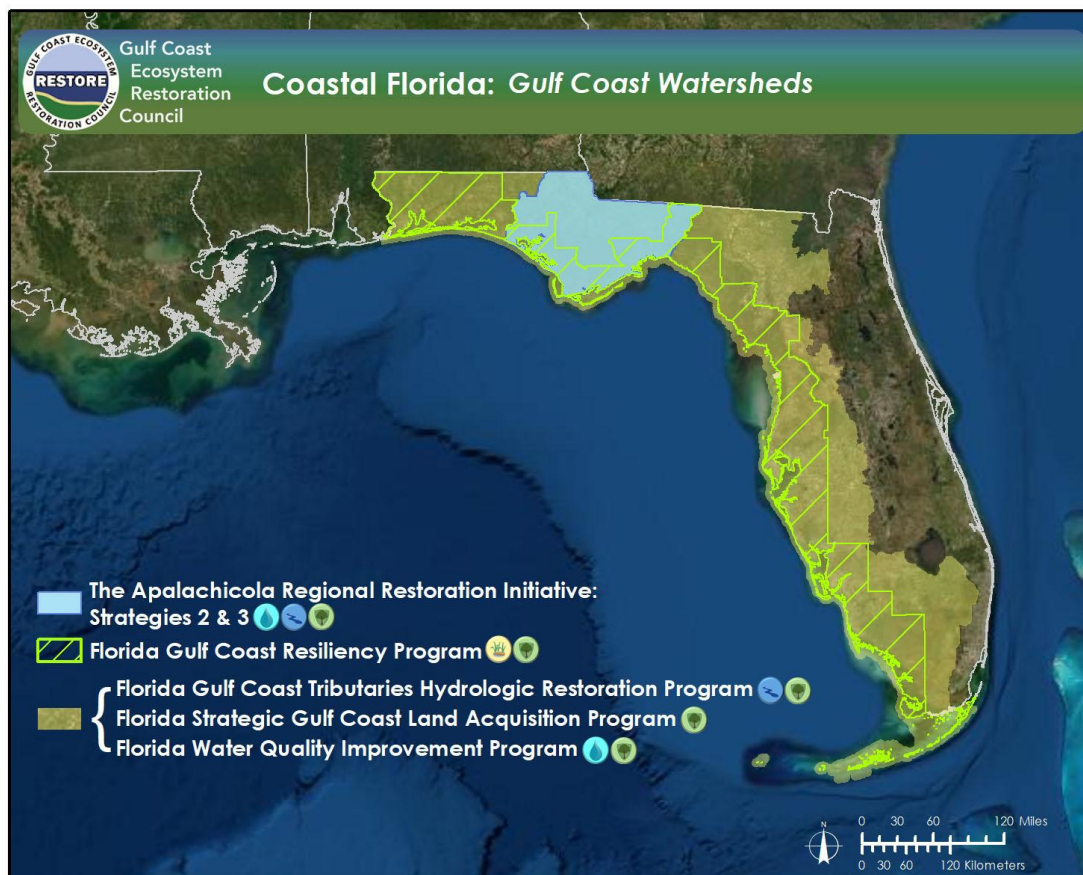 GULF COAST ECOSYSTEM
RESTORE
RESTORATION COUNCIL
Gulf Coast
Ecosystem
Restoration
Council
Coastal Florida: Gulf Coast Watersheds
The Apalachicola Regional Restoration Initiative:
Strategies 2 & 3
Florida Gulf Coast Resiliency Program
Florida Gulf Coast Tributaries Hydrologic Restoration Program
Florida Strategic Gulf Coast Land Acquisition Program
Florida Water Quality Improvement Program
N
0 30 60 120 Miles
0 30 60 120 Kilometers